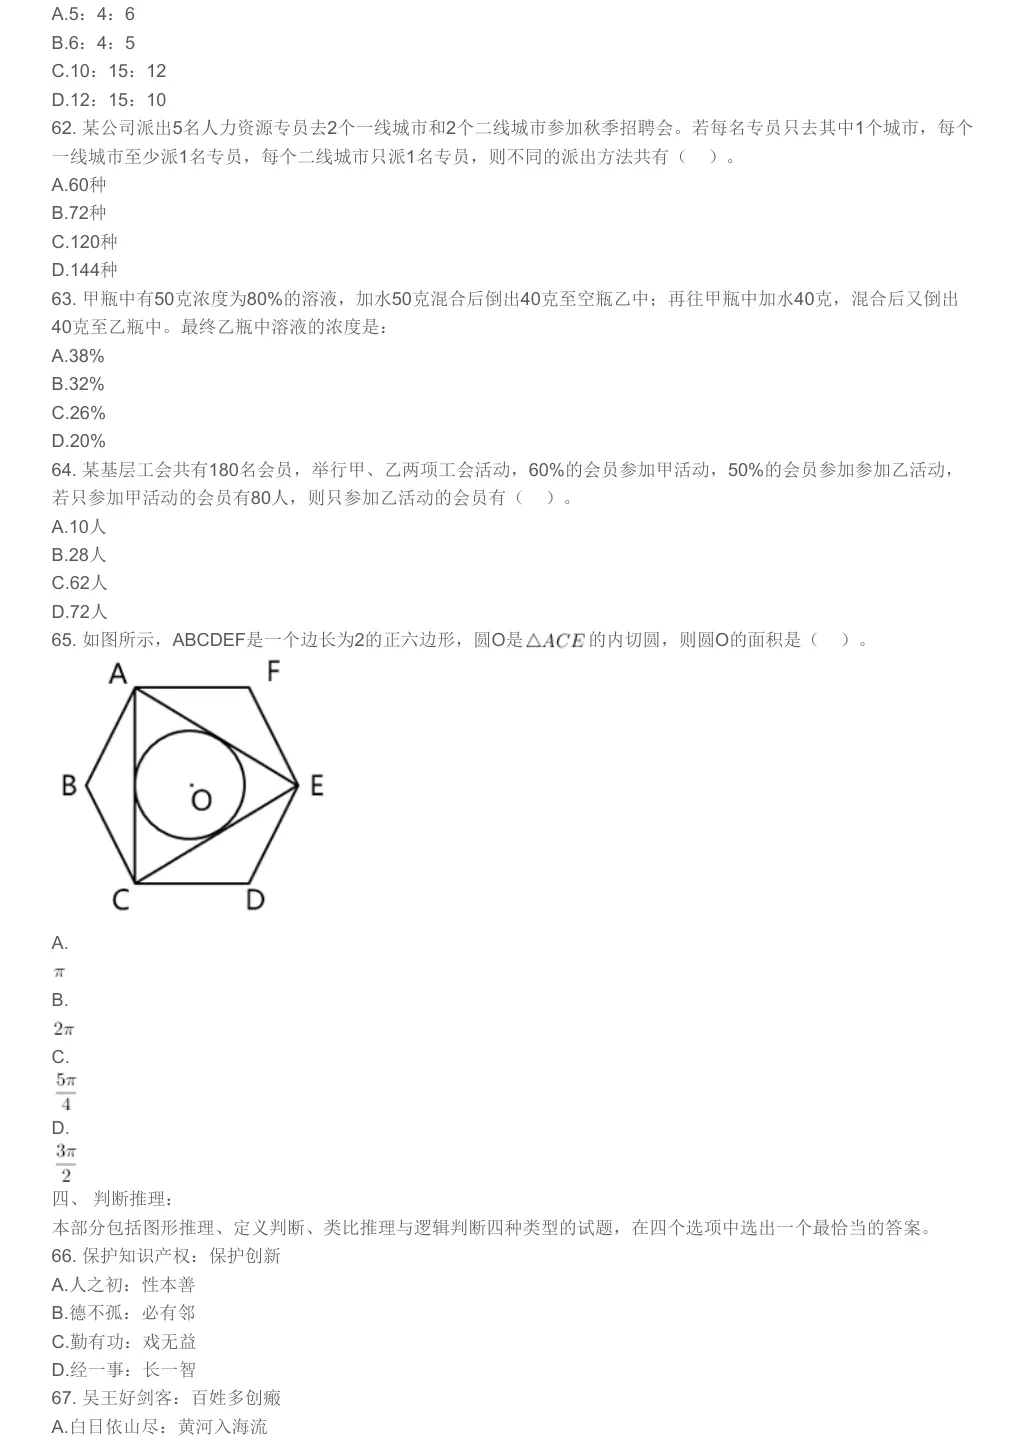 A.5：4：6
B.6：4：5
C.10：15：12
D.12：15：10
62. 某公司派出5名人力资源专员去2个一线城市和2个二线城市参加秋季招聘会。若每名专员只去其中1个城市，每个
一线城市至少派1名专员，每个二线城市只派1名专员，则不同的派出方法共有（ ）。
A.60种
B.72种
C.120种
D.144种
63. 甲瓶中有50克浓度为80%的溶液，加水50克混合后倒出40克至空瓶乙中；再往甲瓶中加水40克，混合后又倒出
40克至乙瓶中。最终乙瓶中溶液的浓度是：
A.38%
B.32%
C.26%
D.20%
64. 某基层工会共有180名会员，举行甲、乙两项工会活动，60%的会员参加甲活动，50%的会员参加参加乙活动，
若只参加甲活动的会员有80人，则只参加乙活动的会员有（ ）。
A.10人
B.28人
C.62人
D.72人
65. 如图所示，ABCDEF是一个边长为2的正六边形，圆O是△ACE的内切圆，则圆O的面积是（ ）。
A F
B O E
C D
A.
π
B.
2π
C.
5π
4
D.
3π
2
四、 判断推理：
本部分包括图形推理、定义判断、类比推理与逻辑判断四种类型的试题，在四个选项中选出一个最恰当的答案。
66. 保护知识产权：保护创新
A.人之初：性本善
B.德不孤：必有邻
C.勤有功：戏无益
D.经一事：长一智
67. 吴王好剑客：百姓多创瘢
A.白日依山尽：黄河入海流